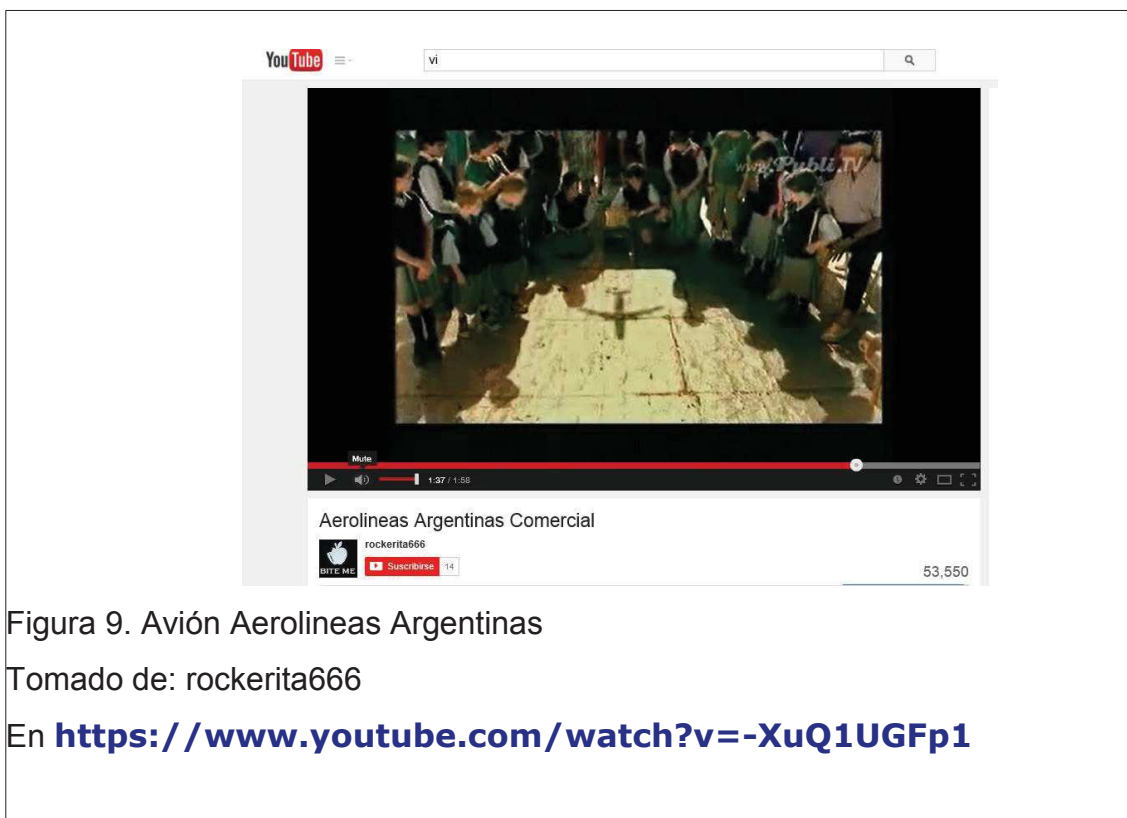 YouTube
vi
www.Publi.TV
Mute
1:37 / 1:58
Aerolineas Argentinas Comercial
rockerita666
BITE ME
Suscribirse 14
53,550
Figura 9. Avión Aerolineas Argentinas
Tomado de: rockerita666
En https://www.youtube.com/watch?v=-XuQ1UGFp1